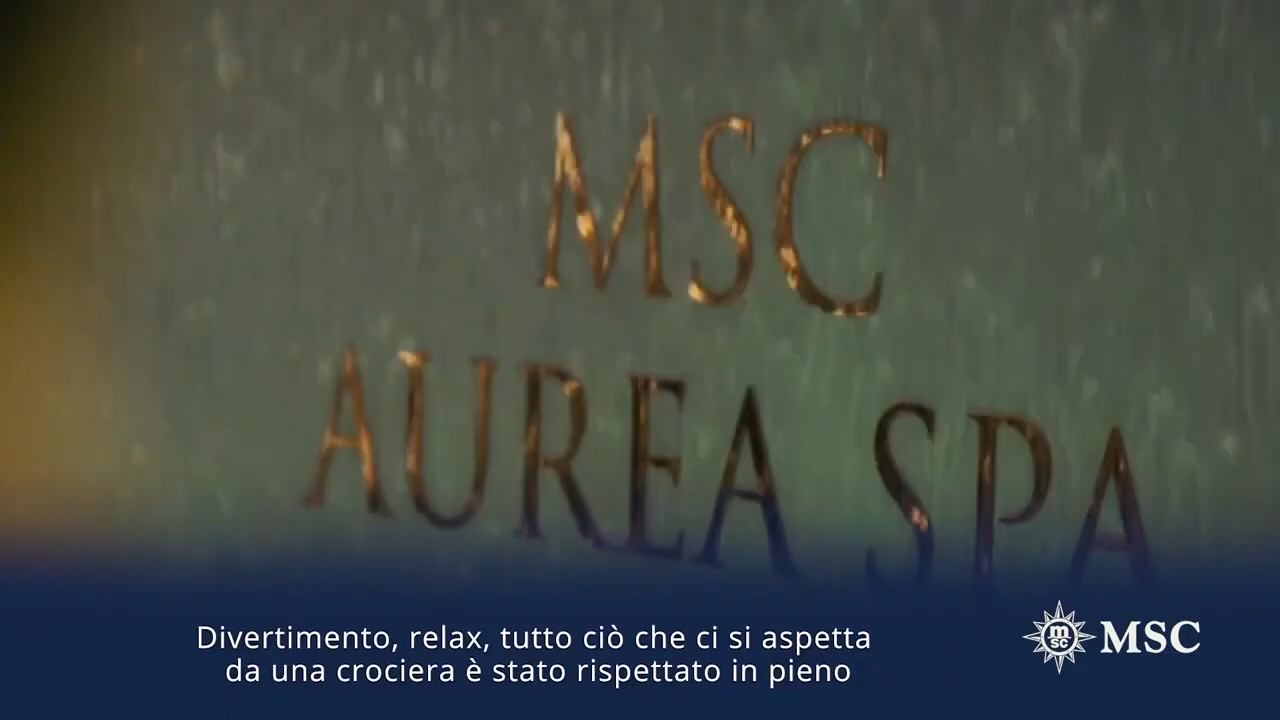 MSC
AUREA SPA
Divertimento, relax, tutto ciò che ci si aspetta
da una crociera è stato rispettato in pieno
msc MSC